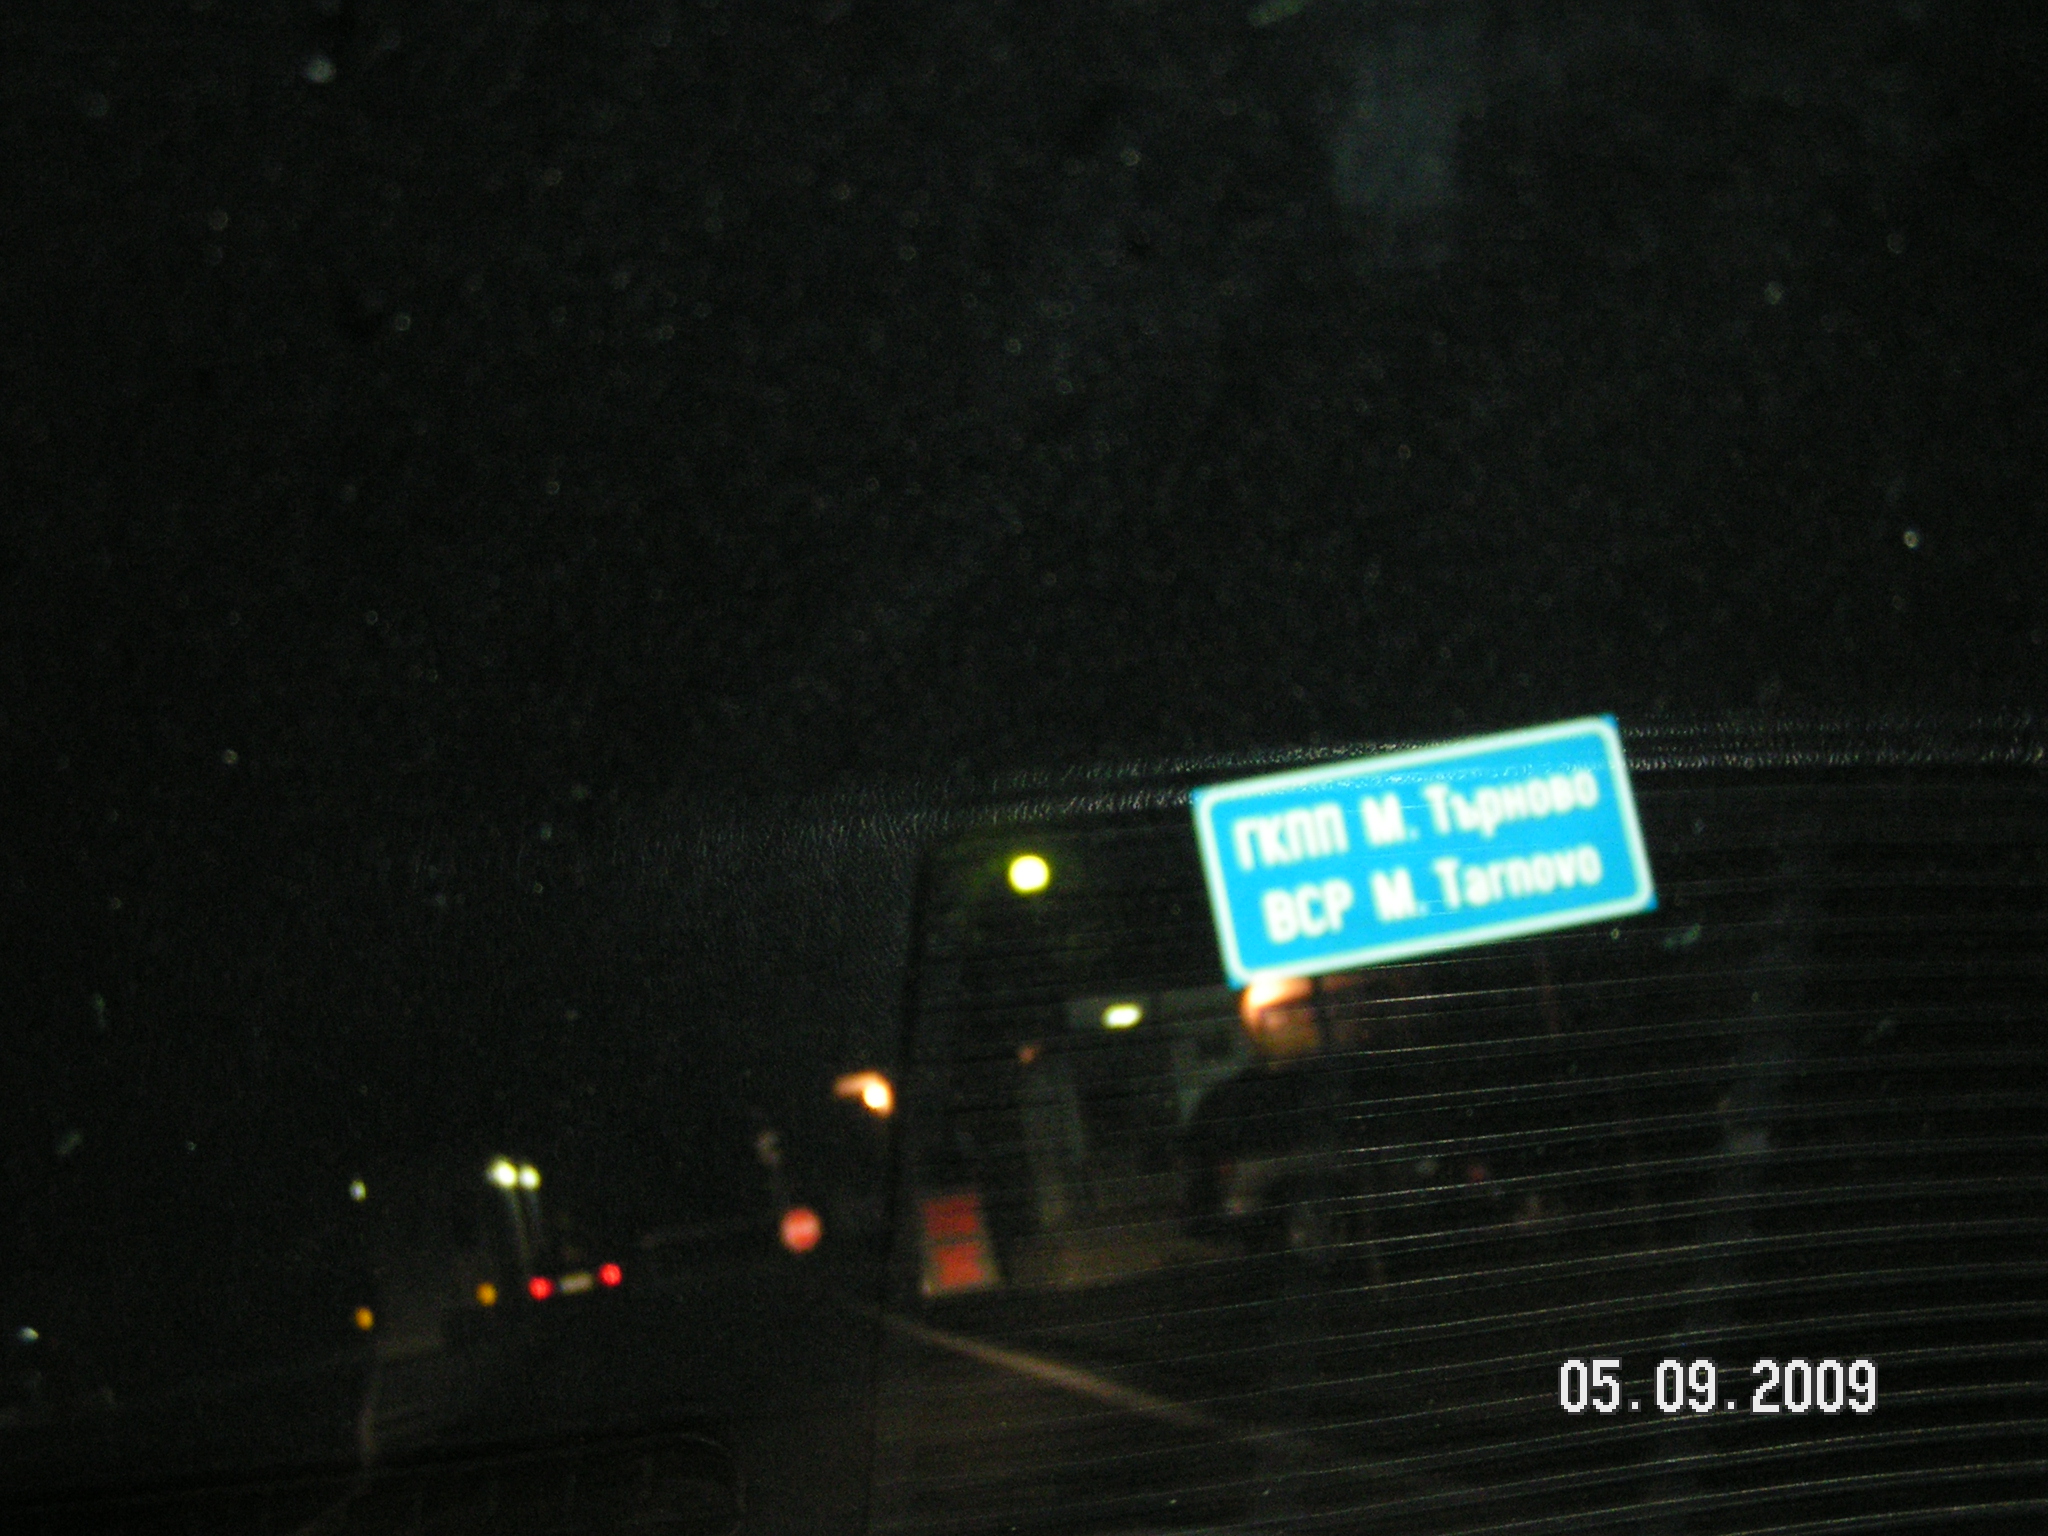 ГКПП М. Търново
BCP M. Tarnovo
05.09.2009